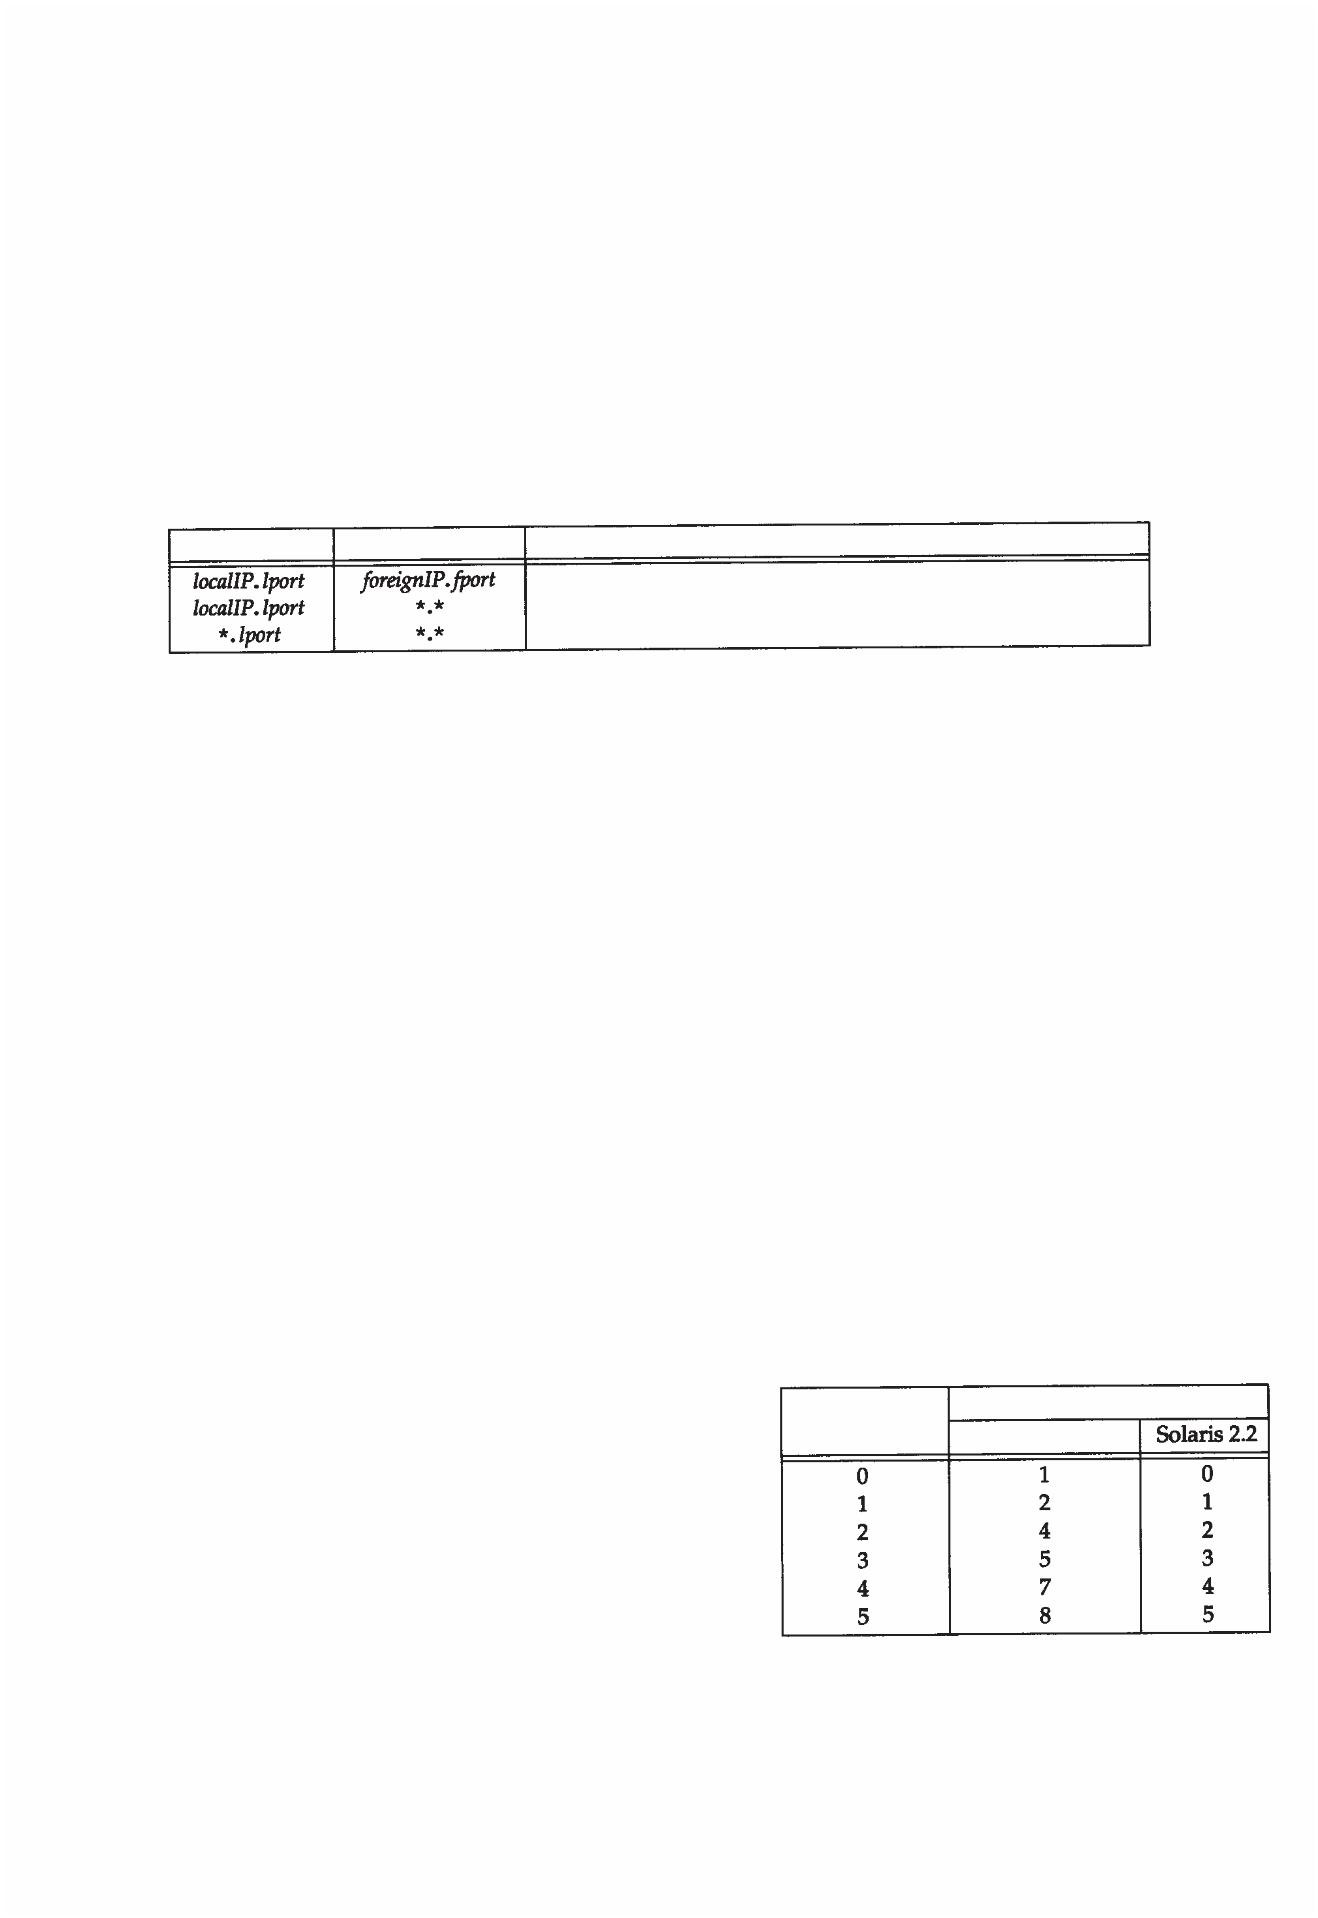 localIP.lport foreignIP.fport
localIP.lport *.*
*.lport *.*
Solaris 2.2
0 1 0
1 2 1
2 4 2
3 5 3
4 7 4
5 8 5